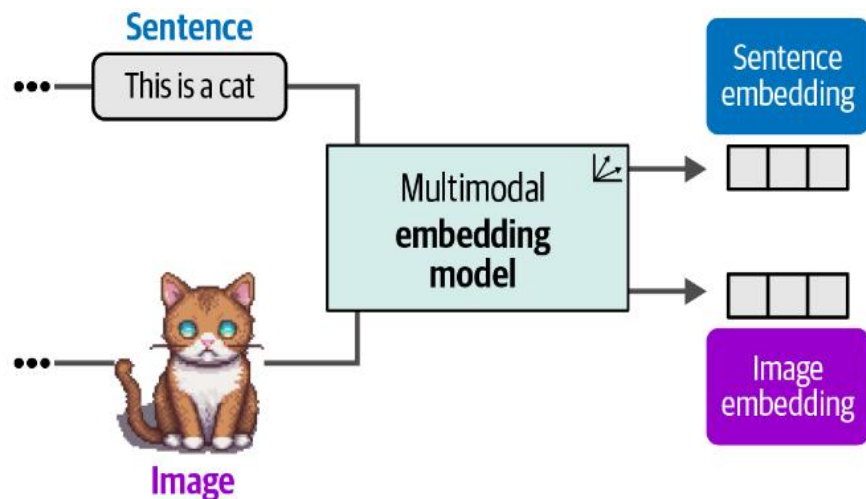 Sentence
This is a cat
Sentence
embedding
Multimodal
embedding
model
Image
embedding
Image